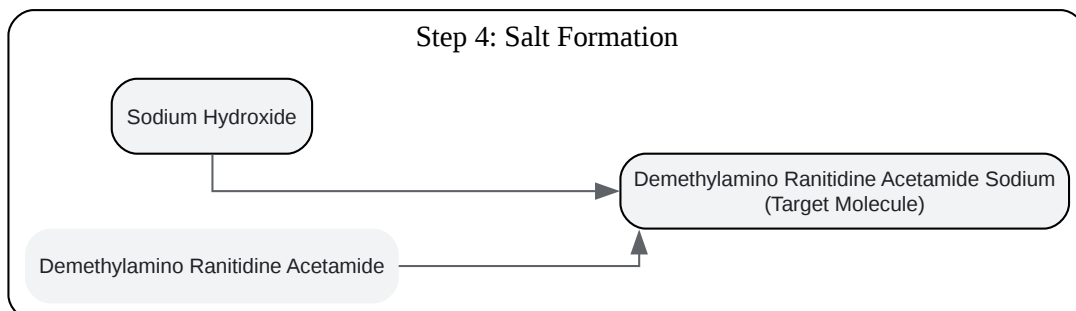 Step 4: Salt Formation
Sodium Hydroxide
Demethylamino Ranitidine Acetamide Sodium
(Target Molecule)
Demethylamino Ranitidine Acetamide